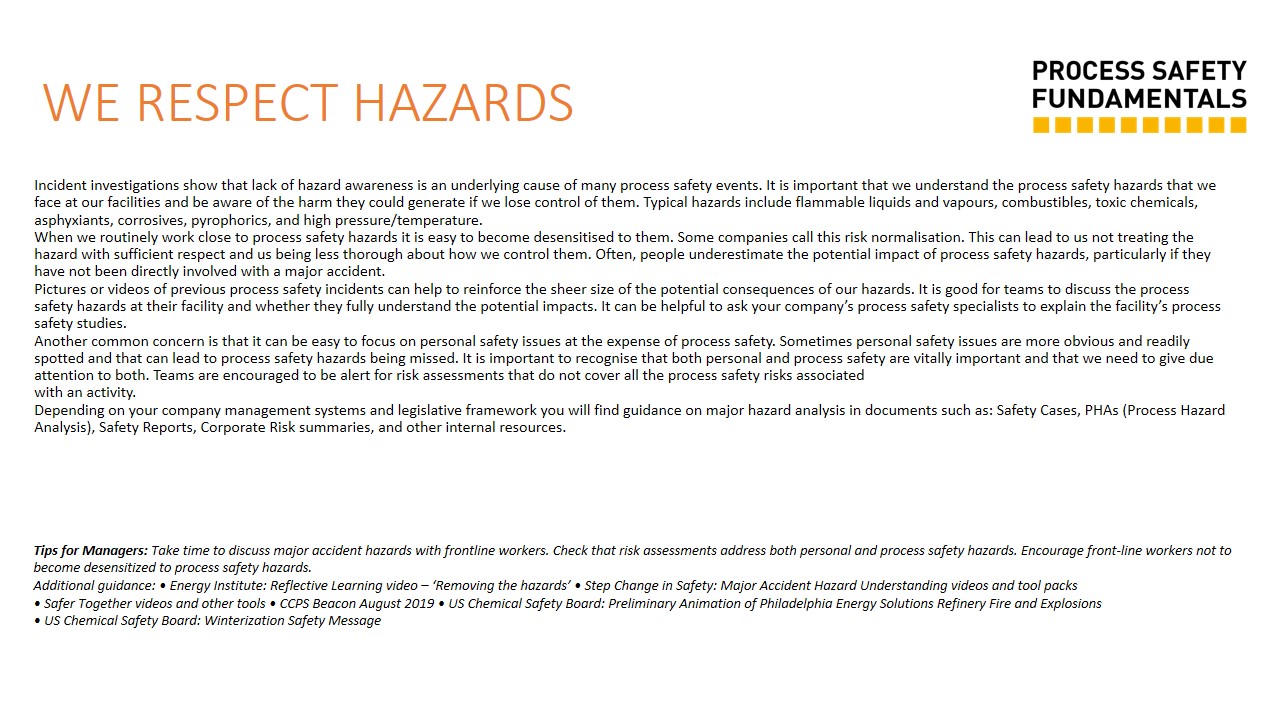 WE RESPECT HAZARDS
PROCESS SAFETY
FUNDAMENTALS
Incident investigations show that lack of hazard awareness is an underlying cause of many process safety events. It is important that we understand the process safety hazards that we
face at our facilities and be aware of the harm they could generate if we lose control of them. Typical hazards include flammable liquids and vapours, combustibles, toxic chemicals,
asphyxiants, corrosives, pyrophorics, and high pressure/temperature.
When we routinely work close to process safety hazards it is easy to become desensitised to them. Some companies call this risk normalisation. This can lead to us not treating the
hazard with sufficient respect and us being less thorough about how we control them. Often, people underestimate the potential impact of process safety hazards, particularly if they
have not been directly involved with a major accident.
Pictures or videos of previous process safety incidents can help to reinforce the sheer size of the potential consequences of our hazards. It is good for teams to discuss the process
safety hazards at their facility and whether they fully understand the potential impacts. It can be helpful to ask your company’s process safety specialists to explain the facility’s process
safety studies.
Another common concern is that it can be easy to focus on personal safety issues at the expense of process safety. Sometimes personal safety issues are more obvious and readily
spotted and that can lead to process safety hazards being missed. It is important to recognise that both personal and process safety are vitally important and that we need to give due
attention to both. Teams are encouraged to be alert for risk assessments that do not cover all the process safety risks associated
with an activity.
Depending on your company management systems and legislative framework you will find guidance on major hazard analysis in documents such as: Safety Cases, PHAs (Process Hazard
Analysis), Safety Reports, Corporate Risk summaries, and other internal resources.
Tips for Managers: Take time to discuss major accident hazards with frontline workers. Check that risk assessments address both personal and process safety hazards. Encourage front-line workers not to
become desensitized to process safety hazards.
Additional guidance: • Energy Institute: Reflective Learning video – ‘Removing the hazards’ • Step Change in Safety: Major Accident Hazard Understanding videos and tool packs
• Safer Together videos and other tools • CCPS Beacon August 2019 • US Chemical Safety Board: Preliminary Animation of Philadelphia Energy Solutions Refinery Fire and Explosions
• US Chemical Safety Board: Winterization Safety Message